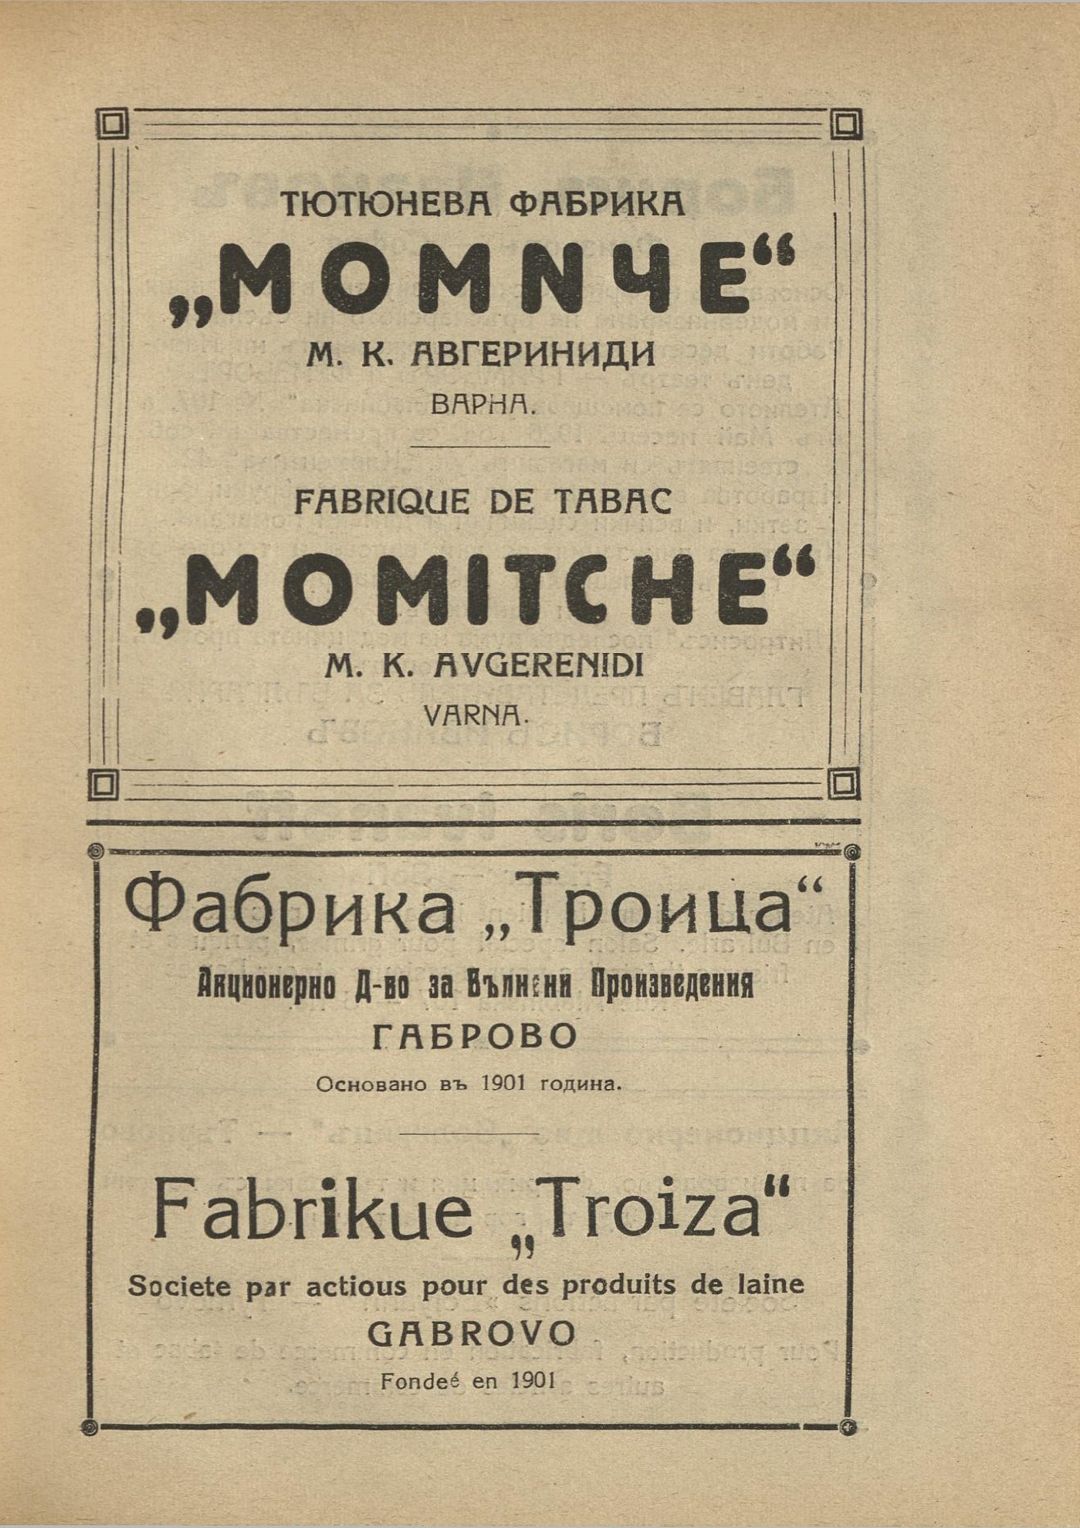 ТЮТЮНЕВА ФАБРИКА
„МОМИЧЕ“
М. К. АВГЕРИНИДИ
ВАРНА.
FABRIQUE DE TABAC
„MOMITCHE“
M. K. AVGERENIDI
VARNA.
Фабрика „Троица“
Акционерно Д-во за Вълнени Произведения
ГАБРОВО
Основано въ 1901 година.
Fabrikue „Troiza“
Societe par actious pour des produits de laine
GABROVO
Fondeé en 1901